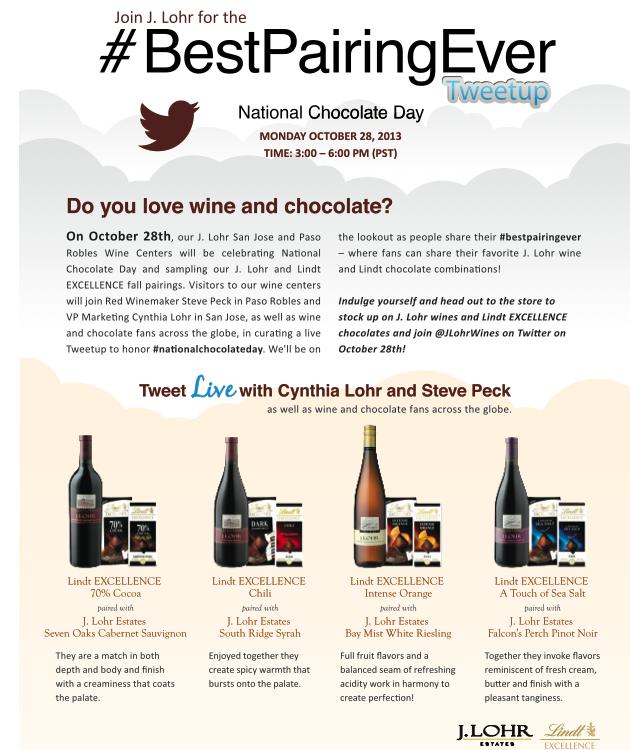 Join J. Lohr for the
#BestPairingEver
Tweetup
National Chocolate Day
MONDAY OCTOBER 28, 2013
TIME: 3:00 – 6:00 PM (PST)
Do you love wine and chocolate?
On October 28th, our J. Lohr San Jose and Paso
Robles Wine Centers will be celebrating National
Chocolate Day and sampling our J. Lohr and Lindt
EXCELLENCE fall pairings. Visitors to our wine centers
will join Red Winemaker Steve Peck in Paso Robles and
VP Marketing Cynthia Lohr in San Jose, as well as wine
and chocolate fans across the globe, in curating a live
Tweetup to honor #nationalchocolateday. We'll be on
the lookout as people share their #bestpairingever
– where fans can share their favorite J. Lohr wine
and Lindt chocolate combinations!
Indulge yourself and head out to the store to
stock up on J. Lohr wines and Lindt EXCELLENCE
chocolates and join @JLohrWines on Twitter on
October 28th!
Tweet Live with Cynthia Lohr and Steve Peck
as well as wine and chocolate fans across the globe.
Lindt EXCELLENCE
70% Cocoa
paired with
J. Lohr Estates
Seven Oaks Cabernet Sauvignon
They are a match in both
depth and body and finish
with a creaminess that coats
the palate.
Lindt EXCELLENCE
Chili
paired with
J. Lohr Estates
South Ridge Syrah
Enjoyed together they
create spicy warmth that
bursts onto the palate.
Lindt EXCELLENCE
Intense Orange
paired with
J. Lohr Estates
Bay Mist White Riesling
Full fruit flavors and a
balanced seam of refreshing
acidity work in harmony to
create perfection!
Lindt EXCELLENCE
A Touch of Sea Salt
paired with
J. Lohr Estates
Falcon's Perch Pinot Noir
Together they invoke flavors
reminiscent of fresh cream,
butter and finish with a
pleasant tanginess.
J. LOHR
ESTATES
Lindt
EXCELLENCE